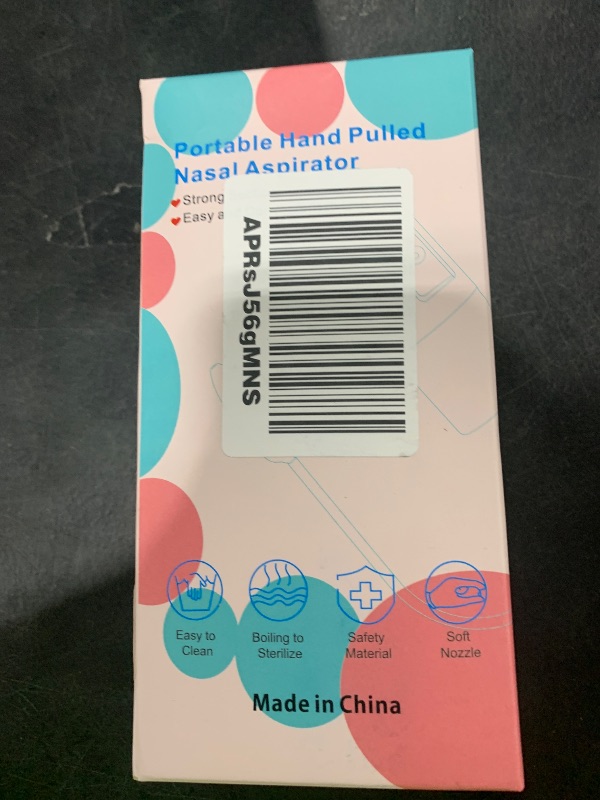 Portable Hand Pulled
Nasal Aspirator
Strong
Easy
APRsJ56gMNS
Easy to
Clean
Boiling to
Sterilize
Safety
Material
Soft
Nozzle
Made in China